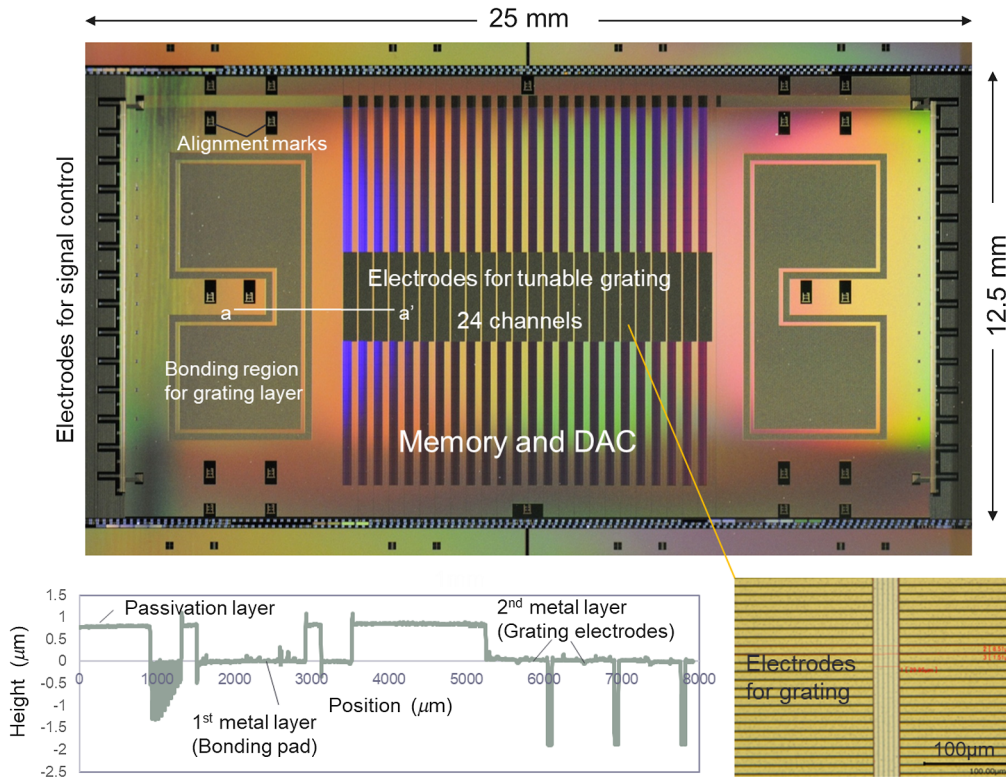 25 mm
Alignment marks
Electrodes for signal control
12.5 mm
Electrodes for tunable grating
24 channels
a
a'
Bonding region
for grating layer
Memory and DAC
1.5
1
0.5
0
-0.5
-1
-1.5
-2
-2.5
Height (μm)
Passivation layer
2nd metal layer
(Grating electrodes)
0
1000
2000
3000
4000
5000
6000
7000
8000
Position (μm)
1st metal layer
(Bonding pad)
Electrodes
for grating
100μm
100.00μm